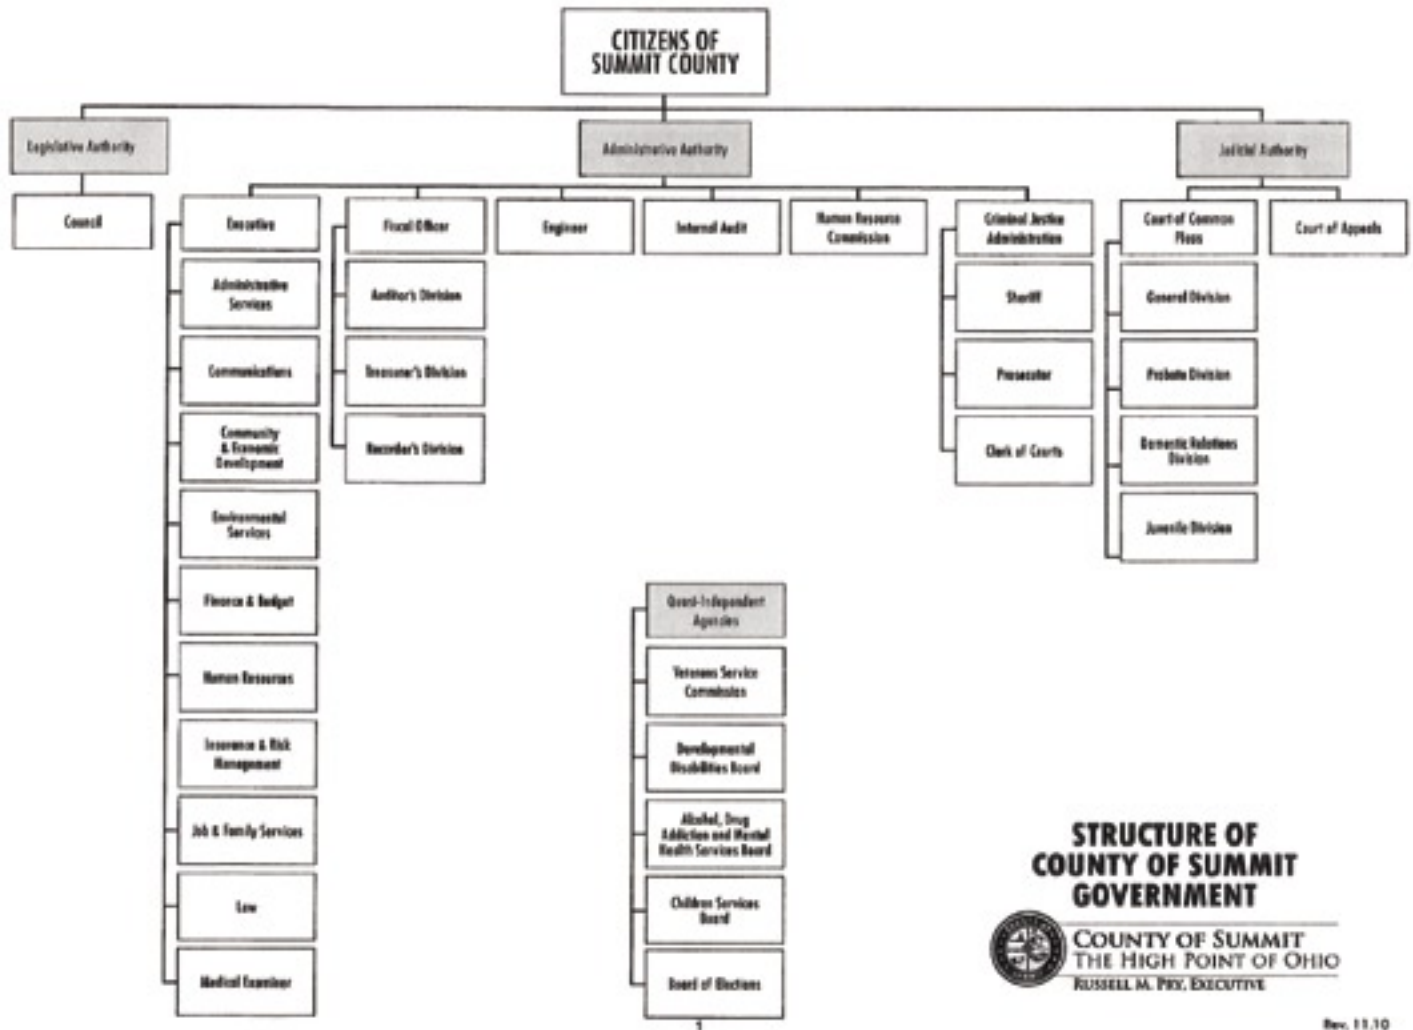 CITIZENS OF
SUMMIT COUNTY
Legislative Authority
Administrative Authority
Judicial Authority
Council
Executive
Fiscal Officer
Engineer
Internal Audit
Human Resource
Commission
Criminal Justice
Administration
Court of Common
Pleas
Court of Appeals
Administrative
Services
Communications
Community
& Economic
Development
Environmental
Services
Finance & Budget
Human Resources
Insurance & Risk
Management
Job & Family Services
Law
Medical Examiner
Auditor's Division
Treasurer's Division
Recorder's Division
Sheriff
Prosecutor
Clerk of Courts
General Division
Probate Division
Domestic Relations
Division
Juvenile Division
Quasi-Independent
Agencies
Veterans Service
Commission
Developmental
Disabilities Board
Alcohol, Drug
Addiction and Mental
Health Services Board
Children Services
Board
Board of Elections
1
STRUCTURE OF
COUNTY OF SUMMIT
GOVERNMENT
COUNTY OF SUMMIT
THE HIGH POINT OF OHIO
RUSSELL M. PRY, EXECUTIVE
Rev. 11.10